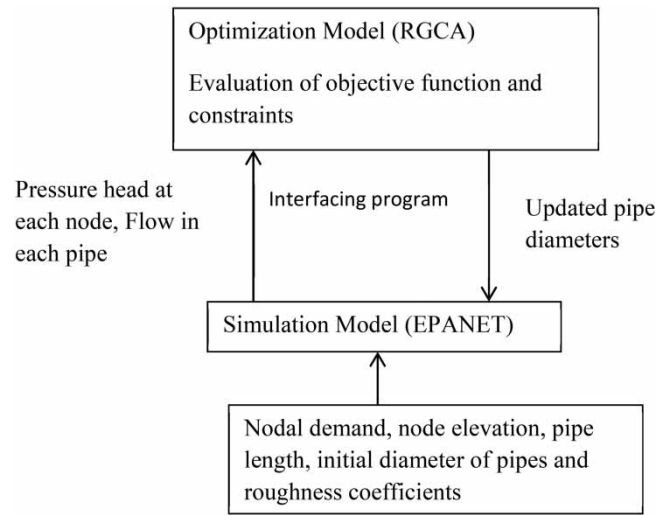 Optimization Model (RGCA)
Evaluation of objective function and
constraints
Pressure head at
each node, Flow in
each pipe
Interfacing program
Updated pipe
diameters
Simulation Model (EPANET)
Nodal demand, node elevation, pipe
length, initial diameter of pipes and
roughness coefficients